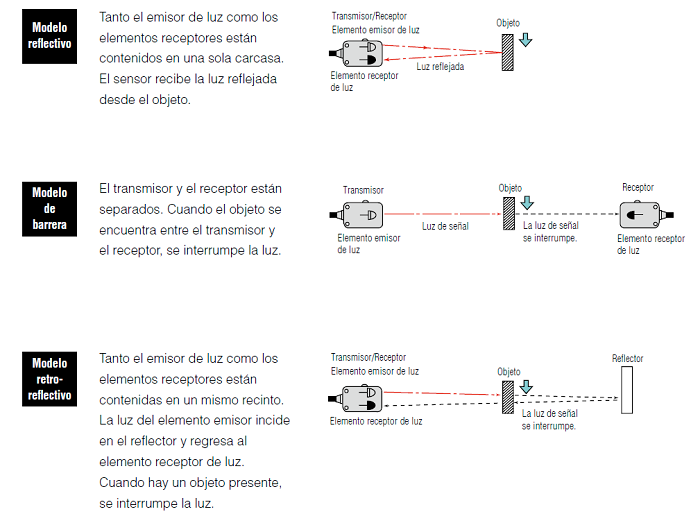 Modelo
reflectivo
Tanto el emisor de luz como los
elementos receptores están
contenidos en una sola carcasa.
El sensor recibe la luz reflejada
desde el objeto.
Transmisor/Receptor
Elemento emisor de luz
Objeto
Luz reflejada
Elemento receptor
de luz
Modelo
de
barrera
El transmisor y el receptor están
separados. Cuando el objeto se
encuentra entre el transmisor y
el receptor, se interrumpe la luz.
Transmisor
Objeto
Receptor
Elemento emisor
de luz
Luz de señal
La luz de señal
se interrumpe.
Elemento receptor
de luz
Modelo
retro-
reflectivo
Tanto el emisor de luz como los
elementos receptores están
contenidas en un mismo recinto.
La luz del elemento emisor incide
en el reflector y regresa al
elemento receptor de luz.
Cuando hay un objeto presente,
se interrumpe la luz.
Transmisor/Receptor
Elemento emisor de luz
Objeto
Reflector
Elemento receptor de luz
La luz de señal
se interrumpe.